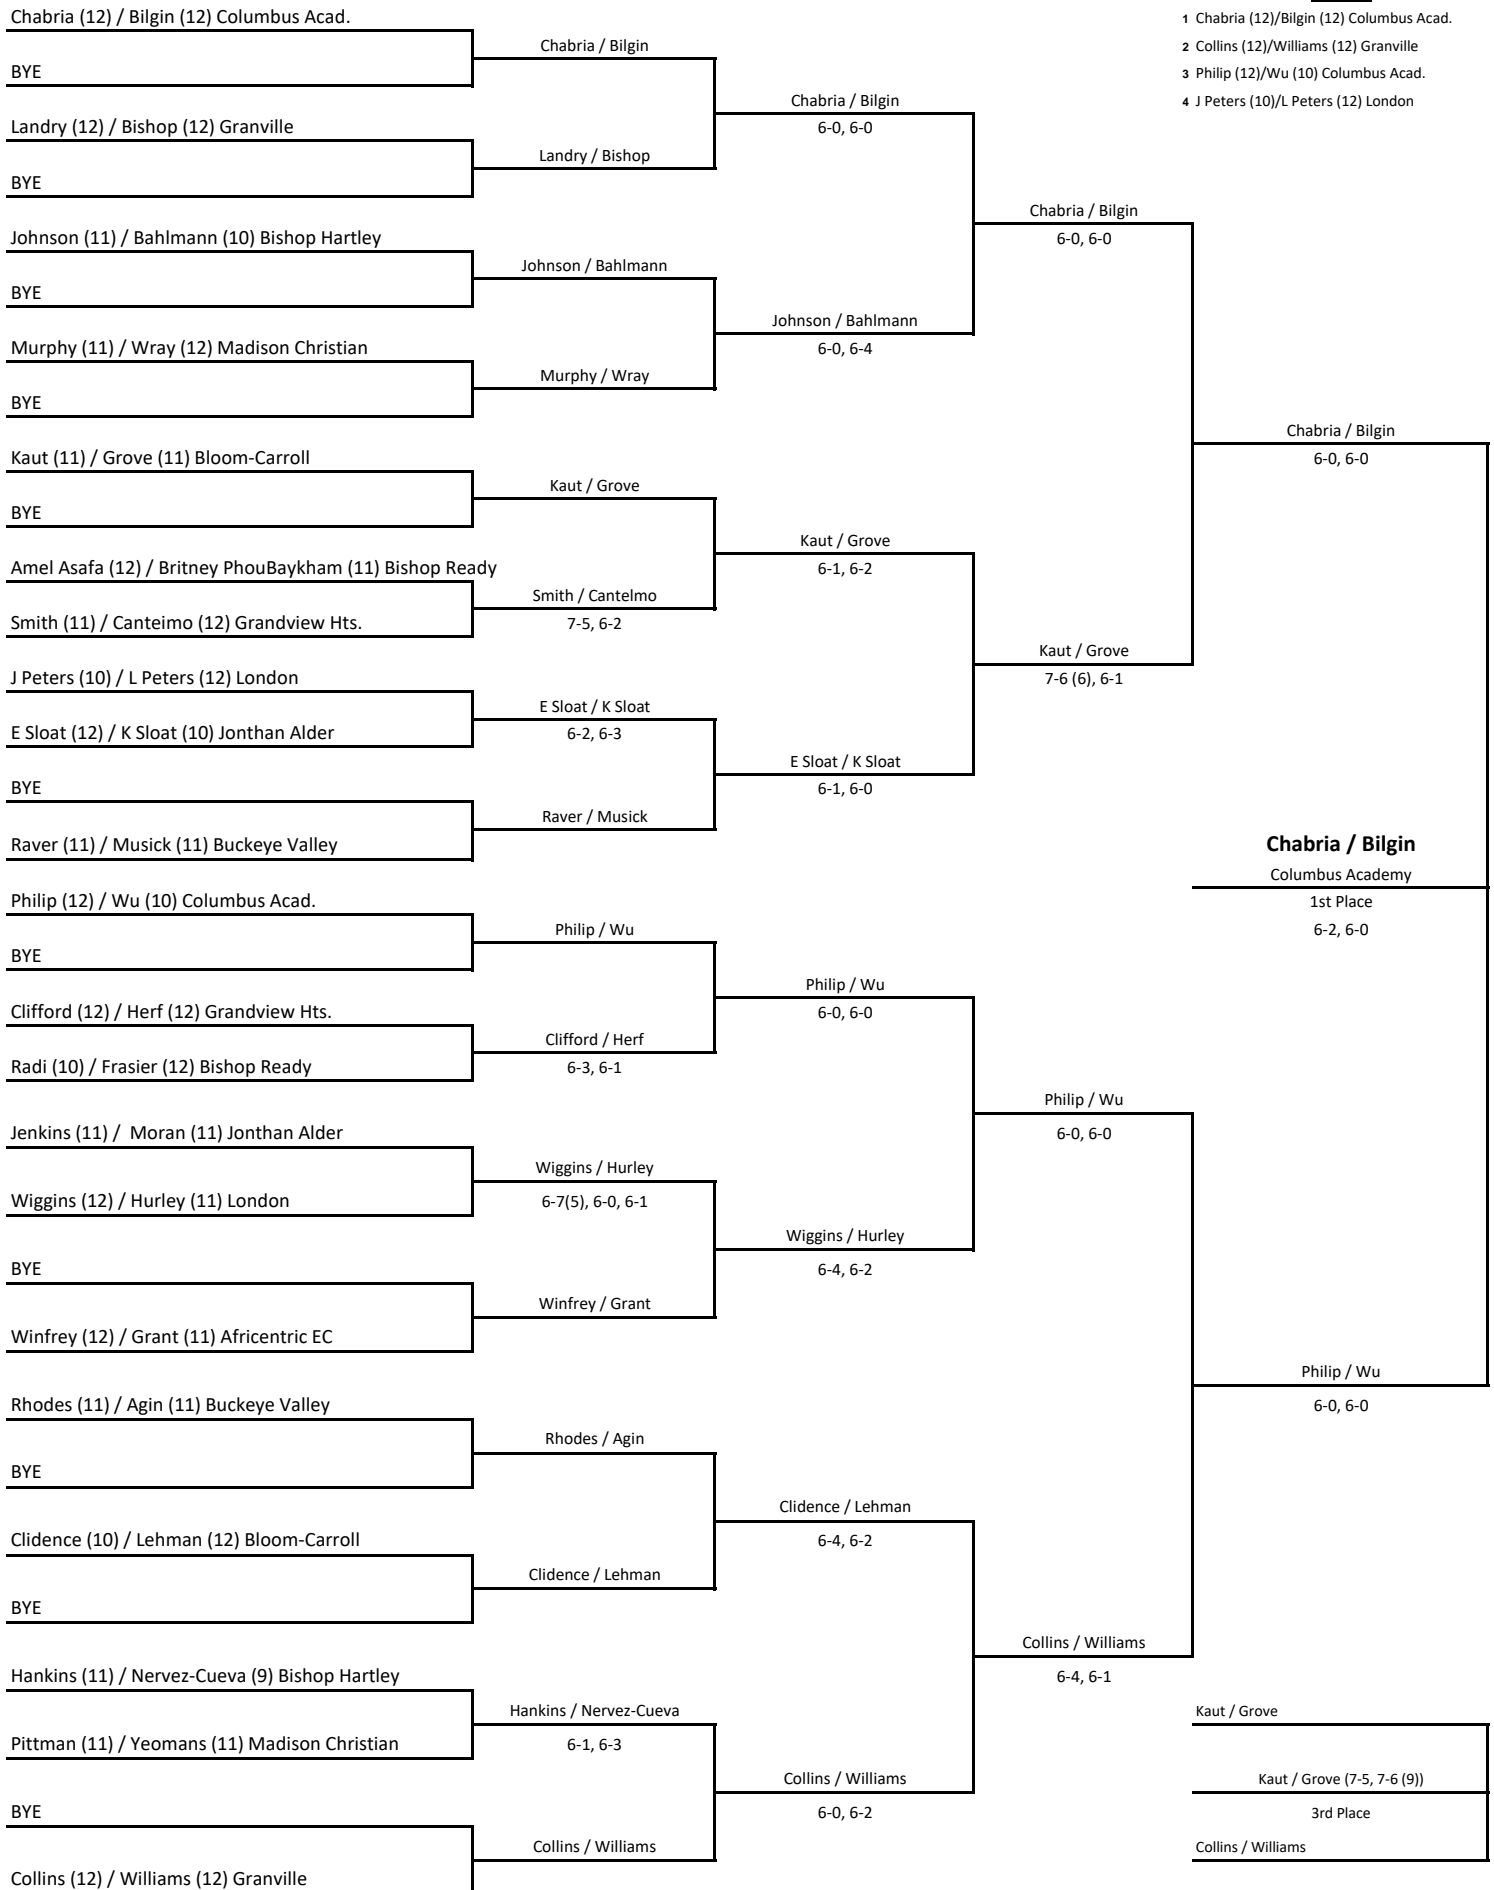 Chabria (12) / Bilgin (12) Columbus Acad.
BYE
Landry (12) / Bishop (12) Granville
BYE
Johnson (11) / Bahlmann (10) Bishop Hartley
BYE
Murphy (11) / Wray (12) Madison Christian
BYE
Kaut (11) / Grove (11) Bloom-Carroll
BYE
Amel Asafa (12) / Britney PhouBaykham (11) Bishop Ready
Smith (11) / Canteimo (12) Grandview Hts.
J Peters (10) / L Peters (12) London
E Sloat (12) / K Sloat (10) Jonthan Alder
BYE
Raver (11) / Musick (11) Buckeye Valley
Philip (12) / Wu (10) Columbus Acad.
BYE
Clifford (12) / Herf (12) Grandview Hts.
Radi (10) / Frasier (12) Bishop Ready
Jenkins (11) /  Moran (11) Jonthan Alder
Wiggins (12) / Hurley (11) London
BYE
Winfrey (12) / Grant (11) Africentric EC
Rhodes (11) / Agin (11) Buckeye Valley
BYE
Clidence (10) / Lehman (12) Bloom-Carroll
BYE
Hankins (11) / Nervez-Cueva (9) Bishop Hartley
Pittman (11) / Yeomans (11) Madison Christian
BYE
Collins (12) / Williams (12) Granville
Chabria / Bilgin
Landry / Bishop
Johnson / Bahlmann
Murphy / Wray
Kaut / Grove
Smith / Cantelmo
7-5, 6-2
E Sloat / K Sloat
6-2, 6-3
Raver / Musick
Philip / Wu
Clifford / Herf
6-3, 6-1
Wiggins / Hurley
6-7(5), 6-0, 6-1
Winfrey / Grant
Rhodes / Agin
Clidence / Lehman
Hankins / Nervez-Cueva
6-1, 6-3
Collins / Williams
Chabria / Bilgin
6-0, 6-0
Johnson / Bahlmann
6-0, 6-4
Kaut / Grove
6-1, 6-2
E Sloat / K Sloat
6-1, 6-0
Philip / Wu
6-0, 6-0
Wiggins / Hurley
6-4, 6-2
Clidence / Lehman
6-4, 6-2
Collins / Williams
6-0, 6-2
Chabria / Bilgin
6-0, 6-0
Kaut / Grove
7-6 (6), 6-1
Philip / Wu
6-0, 6-0
Collins / Williams
6-4, 6-1
1 Chabria (12)/Bilgin (12) Columbus Acad.
2 Collins (12)/Williams (12) Granville
3 Philip (12)/Wu (10) Columbus Acad.
4 J Peters (10)/L Peters (12) London
Chabria / Bilgin
6-0, 6-0
Chabria / Bilgin
Columbus Academy
1st Place
6-2, 6-0
Philip / Wu
6-0, 6-0
Kaut / Grove
Kaut / Grove (7-5, 7-6 (9))
3rd Place
Collins / Williams